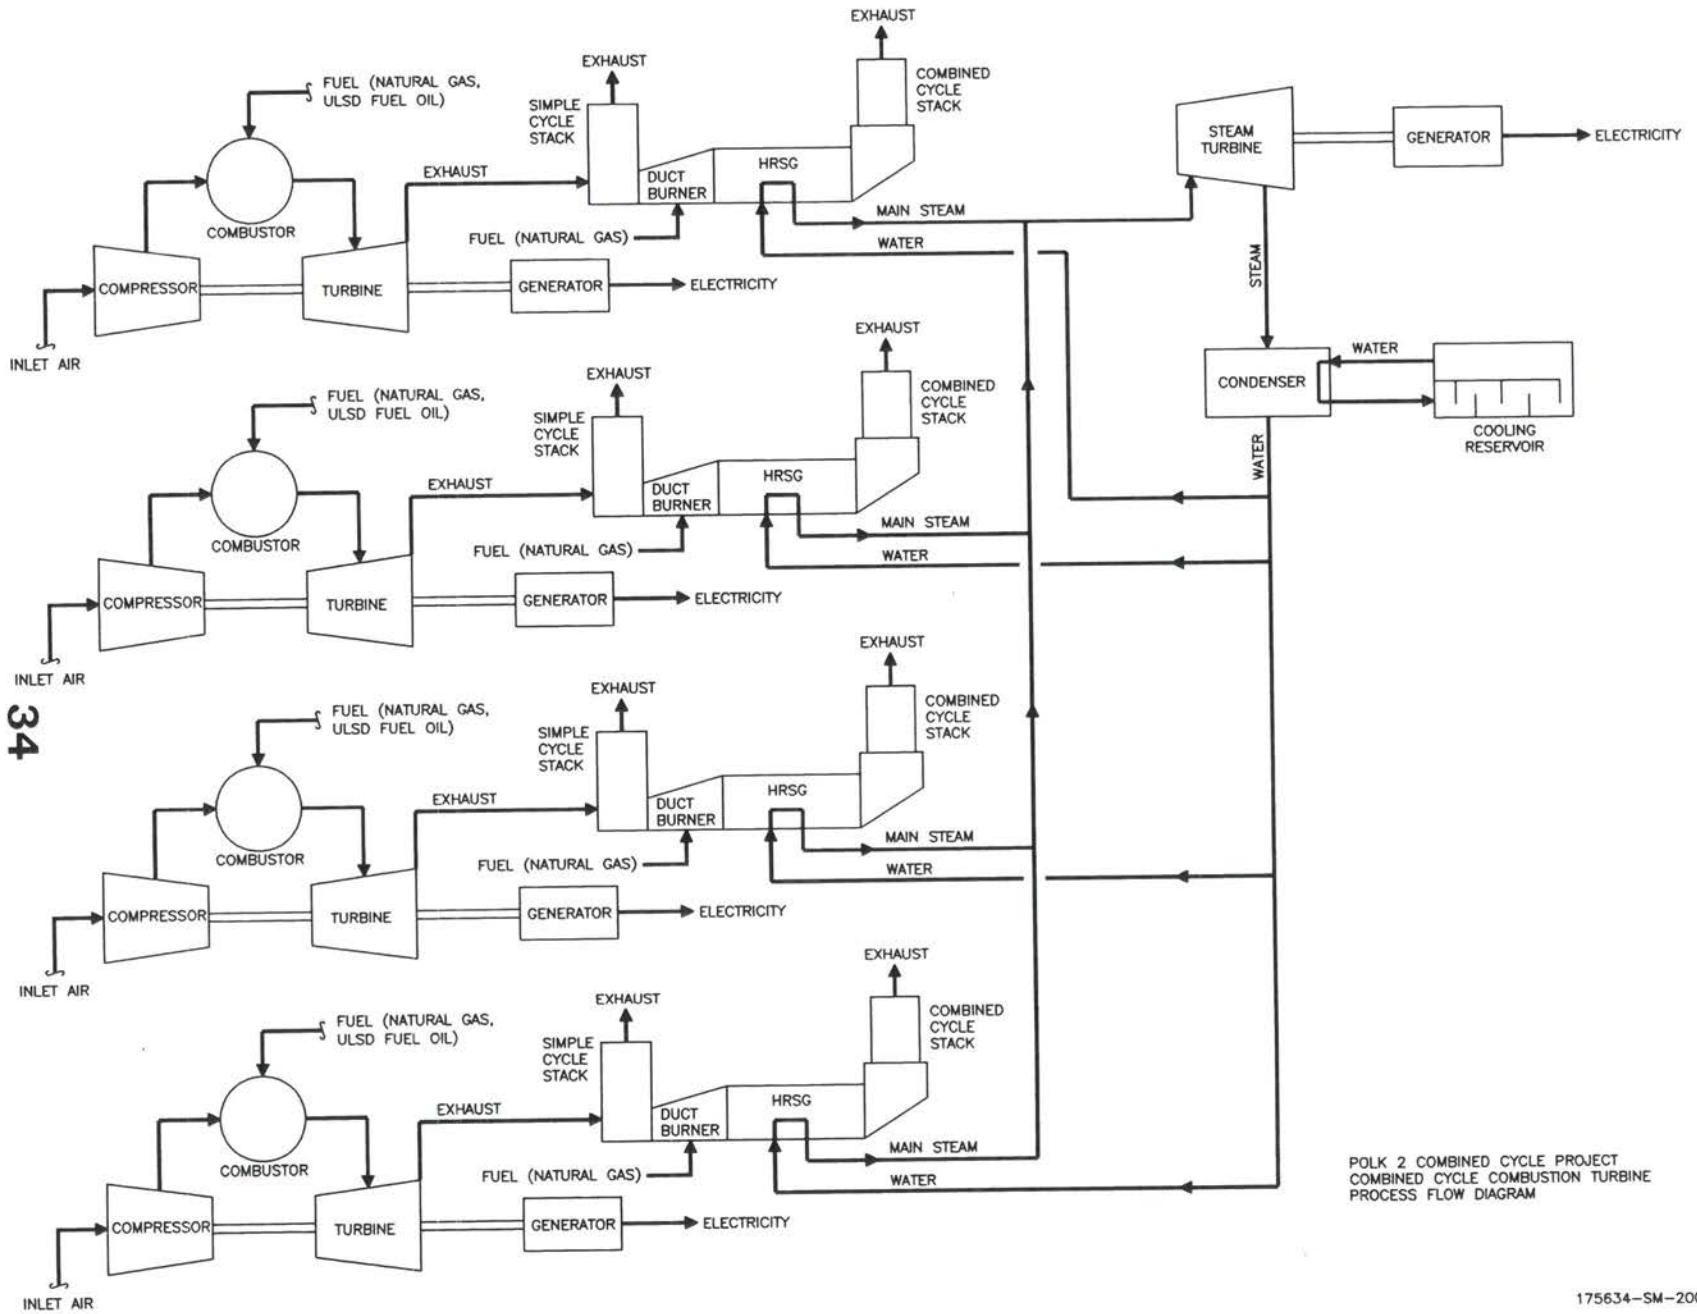 EXHAUST
EXHAUST
FUEL (NATURAL GAS,
ULSD FUEL OIL)
SIMPLE
CYCLE
STACK
COMBINED
CYCLE
STACK
STEAM
TURBINE
GENERATOR
ELECTRICITY
EXHAUST
HRSG
DUCT
BURNER
COMBUSTOR
FUEL (NATURAL GAS)
MAIN STEAM
WATER
STEAM
COMPRESSOR
TURBINE
GENERATOR
ELECTRICITY
INLET AIR
EXHAUST
EXHAUST
WATER
CONDENSER
COOLING
RESERVOIR
WATER
FUEL (NATURAL GAS,
ULSD FUEL OIL)
SIMPLE
CYCLE
STACK
COMBINED
CYCLE
STACK
EXHAUST
HRSG
DUCT
BURNER
COMBUSTOR
FUEL (NATURAL GAS)
MAIN STEAM
WATER
COMPRESSOR
TURBINE
GENERATOR
ELECTRICITY
INLET AIR
34
EXHAUST
EXHAUST
FUEL (NATURAL GAS,
ULSD FUEL OIL)
SIMPLE
CYCLE
STACK
COMBINED
CYCLE
STACK
EXHAUST
HRSG
DUCT
BURNER
COMBUSTOR
FUEL (NATURAL GAS)
MAIN STEAM
WATER
COMPRESSOR
TURBINE
GENERATOR
ELECTRICITY
INLET AIR
EXHAUST
EXHAUST
FUEL (NATURAL GAS,
ULSD FUEL OIL)
SIMPLE
CYCLE
STACK
COMBINED
CYCLE
STACK
EXHAUST
HRSG
DUCT
BURNER
COMBUSTOR
FUEL (NATURAL GAS)
MAIN STEAM
WATER
COMPRESSOR
TURBINE
GENERATOR
ELECTRICITY
INLET AIR
POLK 2 COMBINED CYCLE PROJECT
COMBINED CYCLE COMBUSTION TURBINE
PROCESS FLOW DIAGRAM